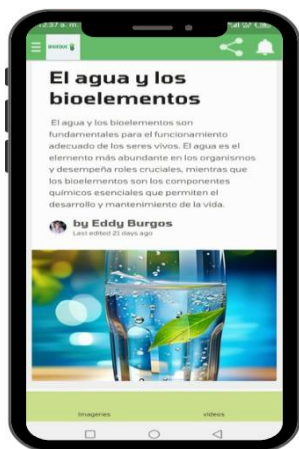 12:37 a. m.
El agua y los
bioelementos
El agua y los bioelementos son
fundamentales para el funcionamiento
adecuado de los seres vivos. El agua es el
elemento más abundante en los organismos
y desempeña roles cruciales, mientras que
los bioelementos son los componentes
químicos esenciales que permiten el
desarrollo y mantenimiento de la vida.
by Eddy Burgos
Last edited 21 days ago
Imageries videos